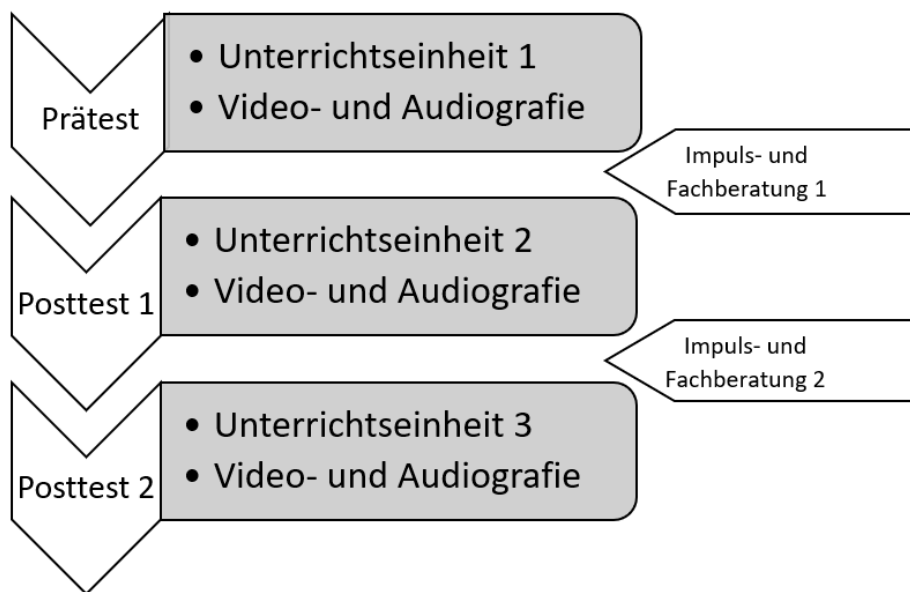 Prätest
• Unterrichtseinheit 1
• Video- und Audiografie
Impuls- und
Fachberatung 1
Posttest 1
• Unterrichtseinheit 2
• Video- und Audiografie
Impuls- und
Fachberatung 2
Posttest 2
• Unterrichtseinheit 3
• Video- und Audiografie